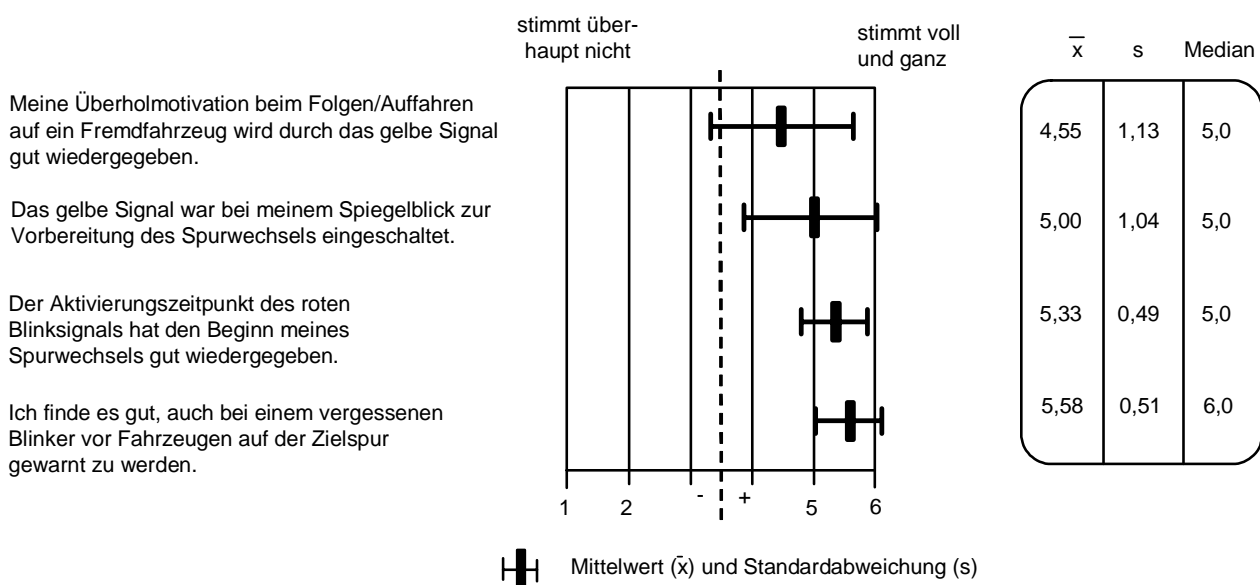 stimmt über-
haupt nicht
stimmt voll
und ganz
x̄ s Median
Meine Überholmotivation beim Folgen/Auffahren
auf ein Fremdfahrzeug wird durch das gelbe Signal
gut wiedergegeben.
4,55 1,13 5,0
Das gelbe Signal war bei meinem Spiegelblick zur
Vorbereitung des Spurwechsels eingeschaltet.
5,00 1,04 5,0
Der Aktivierungszeitpunkt des roten
Blinksignals hat den Beginn meines
Spurwechsels gut wiedergegeben.
5,33 0,49 5,0
Ich finde es gut, auch bei einem vergessenen
Blinker vor Fahrzeugen auf der Zielspur
gewarnt zu werden.
5,58 0,51 6,0
1 2 - + 5 6
Mittelwert (x̄) und Standardabweichung (s)